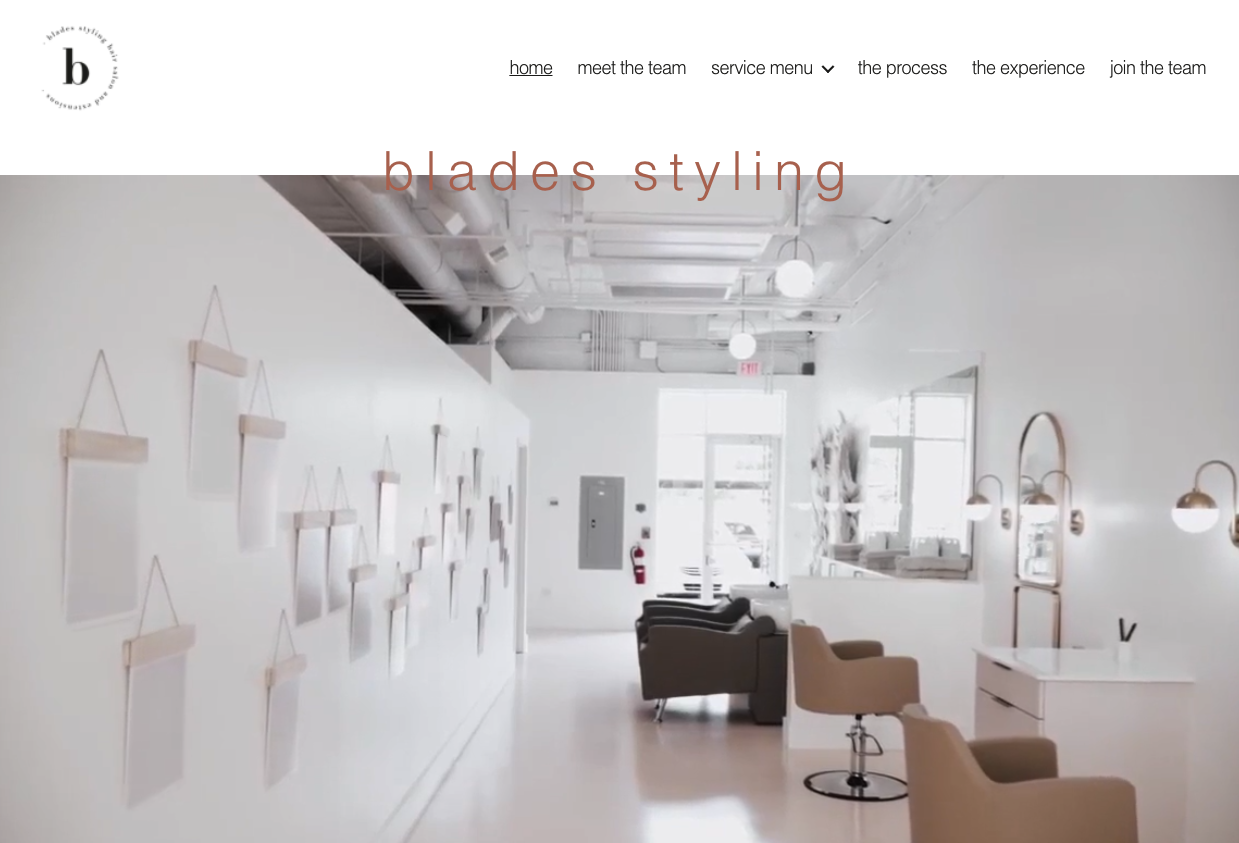 · blades styling hair salon and extensions ·
b
home
meet the team
service menu
the process
the experience
join the team
blades styling
EXIT